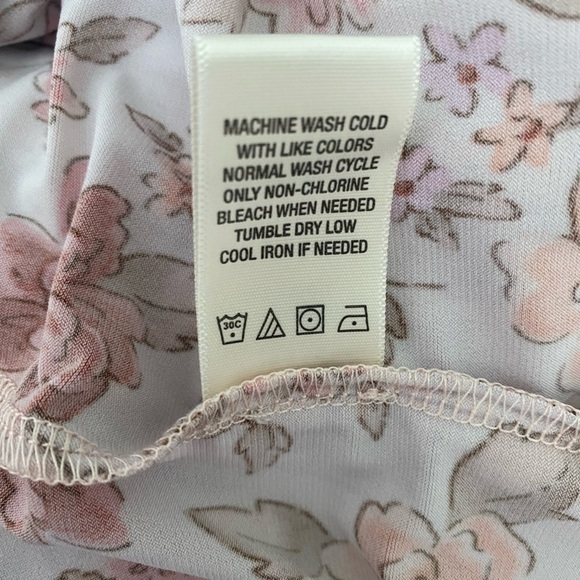 MACHINE WASH COLD
WITH LIKE COLORS
NORMAL WASH CYCLE
ONLY NON-CHLORINE
BLEACH WHEN NEEDED
TUMBLE DRY LOW
COOL IRON IF NEEDED
30C